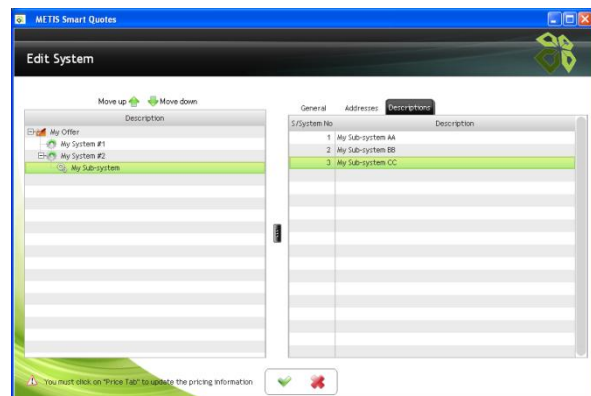 METIS Smart Quotes
Edit System
Move up Move down
Description
My Offer
My System #1
My System #2
My Sub-system
General Addresses Descriptions
S/System No Description
1 My Sub-system AA
2 My Sub-system BB
3 My Sub-system CC
You must click on "Price Tab" to update the pricing information